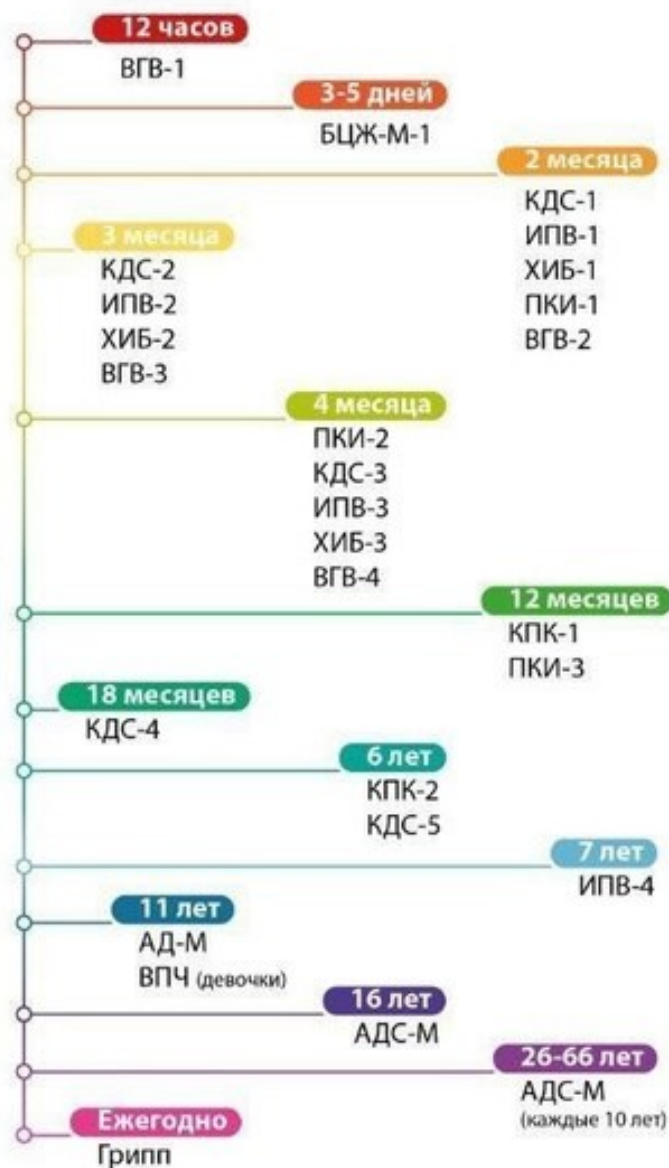 12 часов
ВГВ-1
3-5 дней
БЦЖ-М-1
2 месяца
КДС-1
ИПВ-1
ХИБ-1
ПКИ-1
ВГВ-2
3 месяца
КДС-2
ИПВ-2
ХИБ-2
ВГВ-3
4 месяца
ПКИ-2
КДС-3
ИПВ-3
ХИБ-3
ВГВ-4
12 месяцев
КПК-1
ПКИ-3
18 месяцев
КДС-4
6 лет
КПК-2
КДС-5
7 лет
ИПВ-4
11 лет
АД-М
ВПЧ (девочки)
16 лет
АДС-М
26-66 лет
АДС-М
(каждые 10 лет)
Ежегодно
Грипп